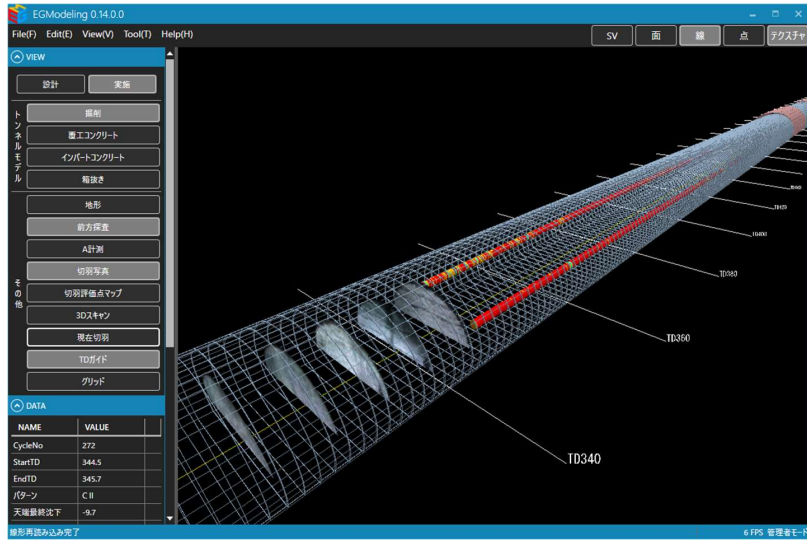 EGModeling 0.14.0.0
File(F) Edit(E) View(V) Tool(T) Help(H)
SV 面 線 点 テクスチャ
VIEW
設計 実施
トンネルモデル
掘削
覆工コンクリート
インバートコンクリート
箱抜き
その他
地形
前方探査
A計測
切羽写真
切羽評価点マップ
3Dスキャン
現在切羽
TDガイド
グリッド
DATA
NAME VALUE
CycleNo 272
StartTD 344.5
EndTD 345.7
パターン C II
天端最終沈下 -9.7
線形再読み込み完了
6 FPS 管理者モード
TD380
TD360
TD340